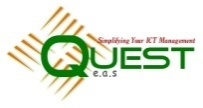 Simplifying Your ICT Management
QUEST
e.a.s